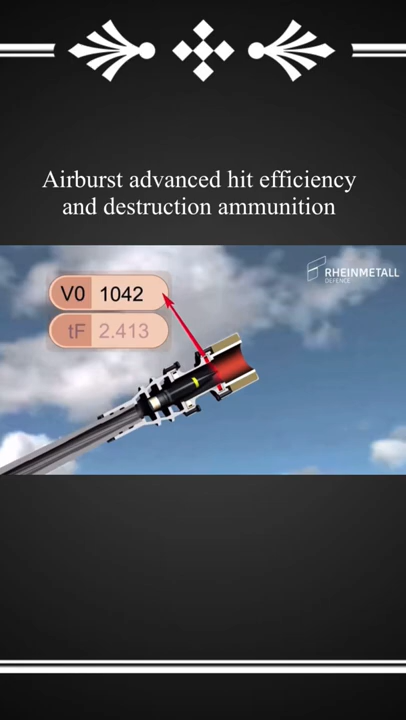 Airburst advanced hit efficiency
and destruction ammunition
RHEINMETALL
DEFENCE
V0 1042
tF 2.413